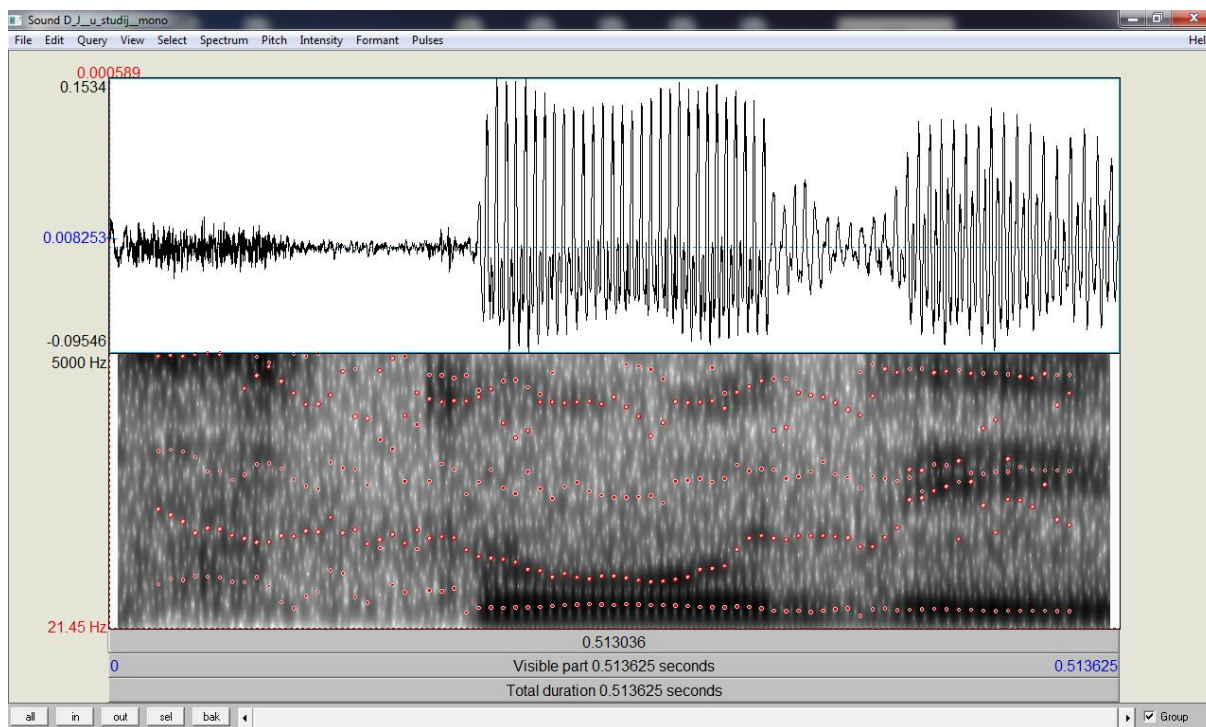 Sound D_J__u_studij__mono
File Edit Query View Select Spectrum Pitch Intensity Formant Pulses Hel
0.000589
0.1534
0.008253
-0.09546
5000 Hz
21.45 Hz
0.513036
0 Visible part 0.513625 seconds 0.513625
Total duration 0.513625 seconds
all in out sel bak Group